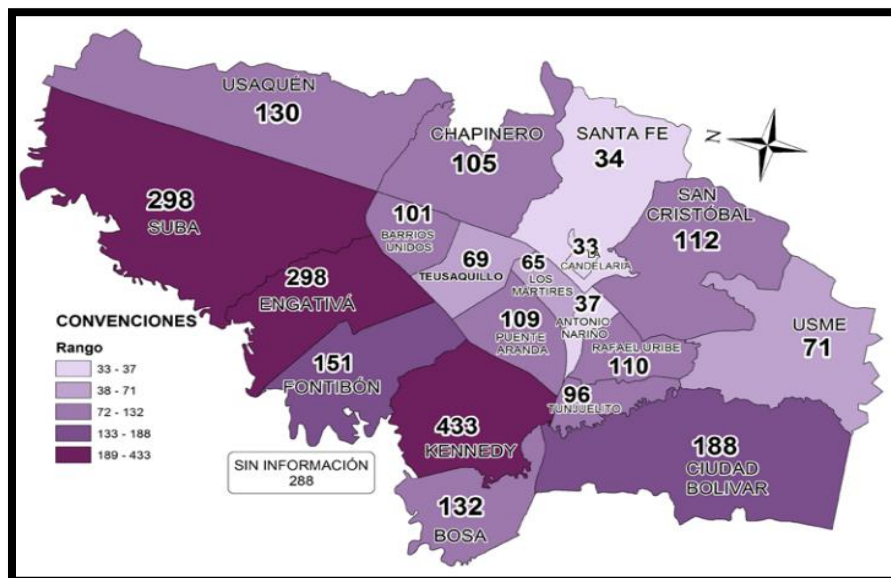 USAQUÉN
130
CHAPINERO
105
SANTA FE
34
N
SAN
CRISTÓBAL
112
298
SUBA
101
BARRIOS
UNIDOS
33
LA
CANDELARIA
69
TEUSAQUILLO
65
LOS
MÁRTIRES
298
ENGATIVÁ
37
ANTONIO
NARIÑO
109
PUENTE
ARANDA
RAFAEL URIBE
110
USME
71
CONVENCIONES
Rango
33 - 37
38 - 71
72 - 132
133 - 188
189 - 433
151
FONTIBÓN
96
TUNJUELITO
433
KENNEDY
188
CIUDAD
BOLIVAR
SIN INFORMACIÓN
288
132
BOSA